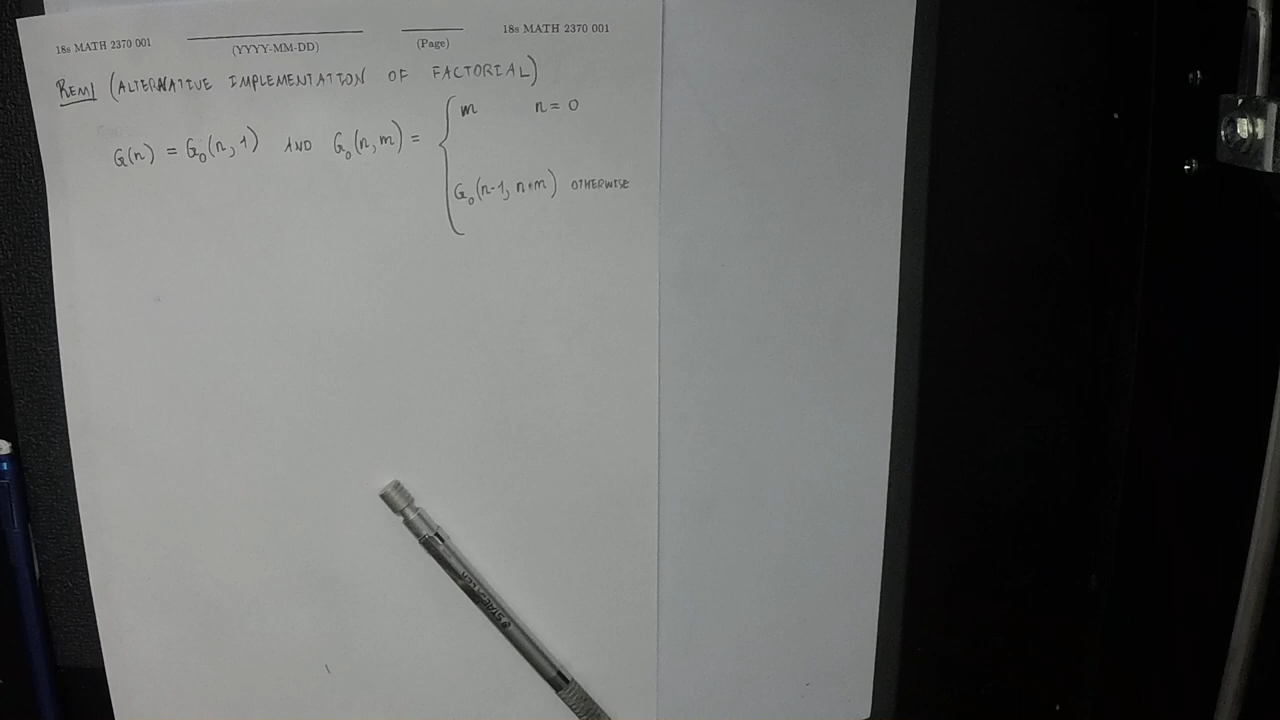 18s MATH 2370 001 (YYYY-MM-DD) (Page) 18s MATH 2370 001
REM (ALTERNATIVE IMPLEMENTATION OF FACTORIAL)
G(n) = G₀(n, 1) AND G₀(n, m) = { m n = 0
G₀(n-1, n*m) OTHERWISE
STAEDTLER